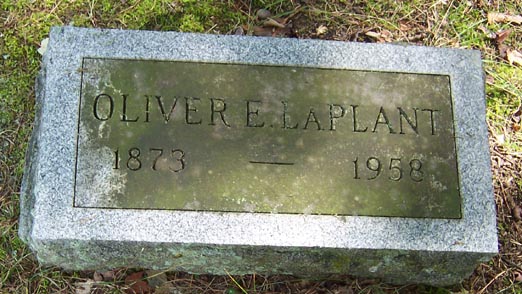 OLIVER E. LAPLANT
1873 — 1958